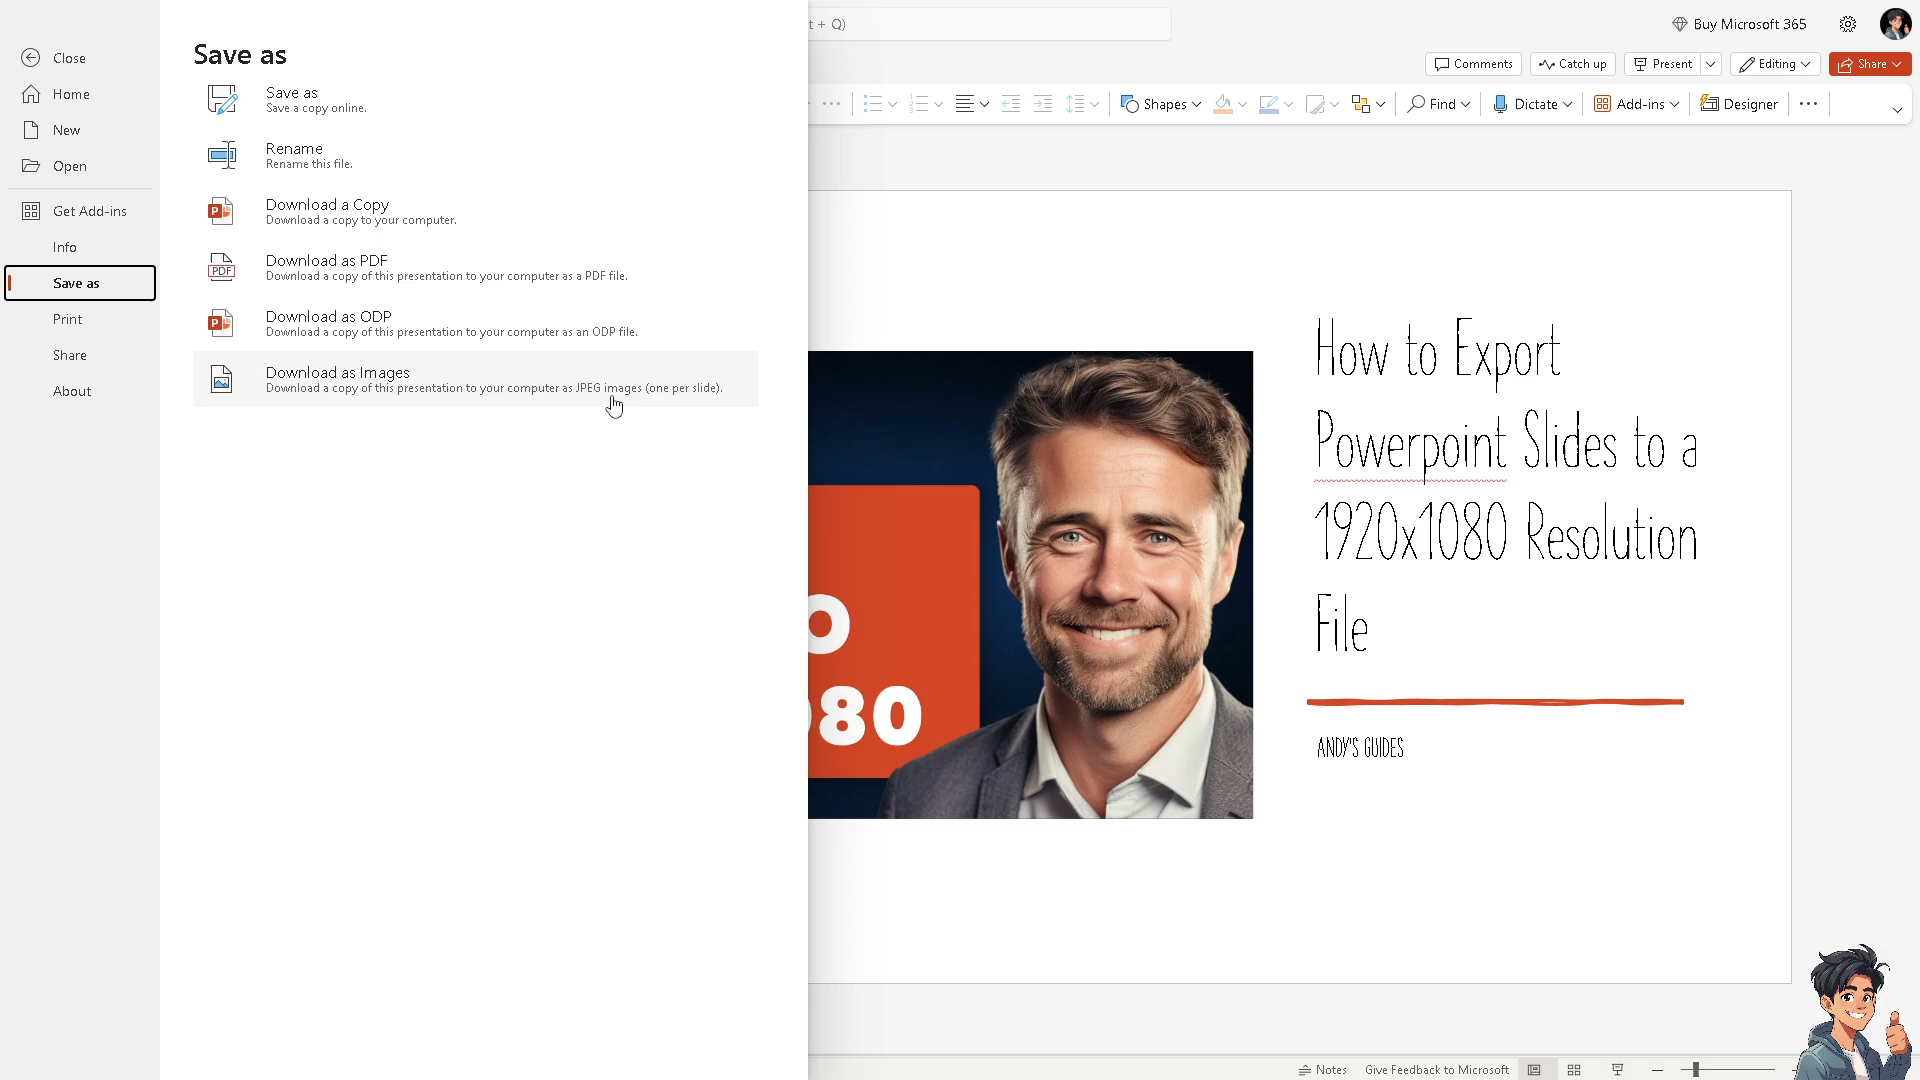 t + Q)
Buy Microsoft 365
Close
Home
New
Open
Get Add-ins
Info
Save as
Print
Share
About
Save as
Save as
Save a copy online.
Rename
Rename this file.
Download a Copy
Download a copy to your computer.
PDF
Download as PDF
Download a copy of this presentation to your computer as a PDF file.
Download as ODP
Download a copy of this presentation to your computer as an ODP file.
Download as Images
Download a copy of this presentation to your computer as JPEG images (one per slide).
Comments
Catch up
Present
Editing
Share
Shapes
Find
Dictate
Add-ins
Designer
O
080
How to Export
Powerpoint Slides to a
1920x1080 Resolution
File
ANDY'S GUIDES
Notes
Give Feedback to Microsoft